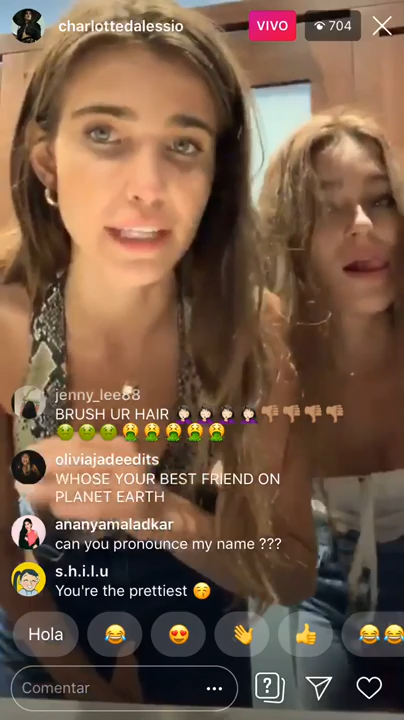 charlottedalessio
VIVO
704
jenny_lee88
BRUSH UR HAIR 🤦🏻‍♀️🤦🏻‍♀️🤦🏻‍♀️🤦🏻‍♀️👎🏽👎🏽👎🏽👎🏽
🤢🤢🤢🤮🤮🤮🤮🤮
oliviajadeedits
WHOSE YOUR BEST FRIEND ON
PLANET EARTH
ananyamaladkar
can you pronounce my name ???
s.h.i.l.u
You're the prettiest 😚
Hola 😂 😍 👋 👍 😂😂
Comentar ...
?